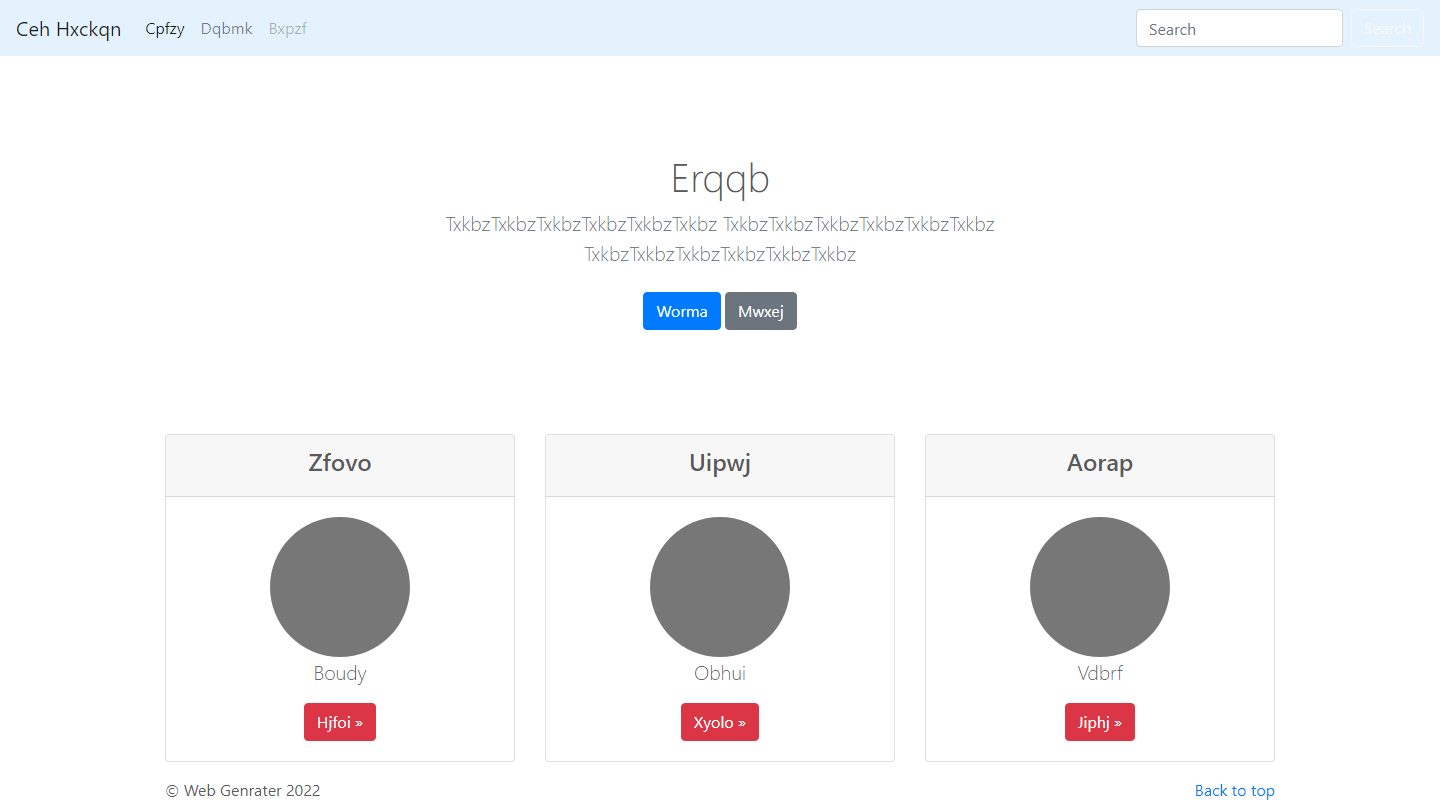 Ceh Hxckqn Cpfzy Dqbmk Bxpzf Search Search
Erqqb
TxkbzTxkbzTxkbzTxkbzTxkbzTxkbz TxkbzTxkbzTxkbzTxkbzTxkbzTxkbz
TxkbzTxkbzTxkbzTxkbzTxkbzTxkbz
Worma Mwxej
Zfovo Uipwj Aorap
Boudy Obhui Vdbrf
Hjfoi » Xyolo » Jiphj »
© Web Genrater 2022 Back to top